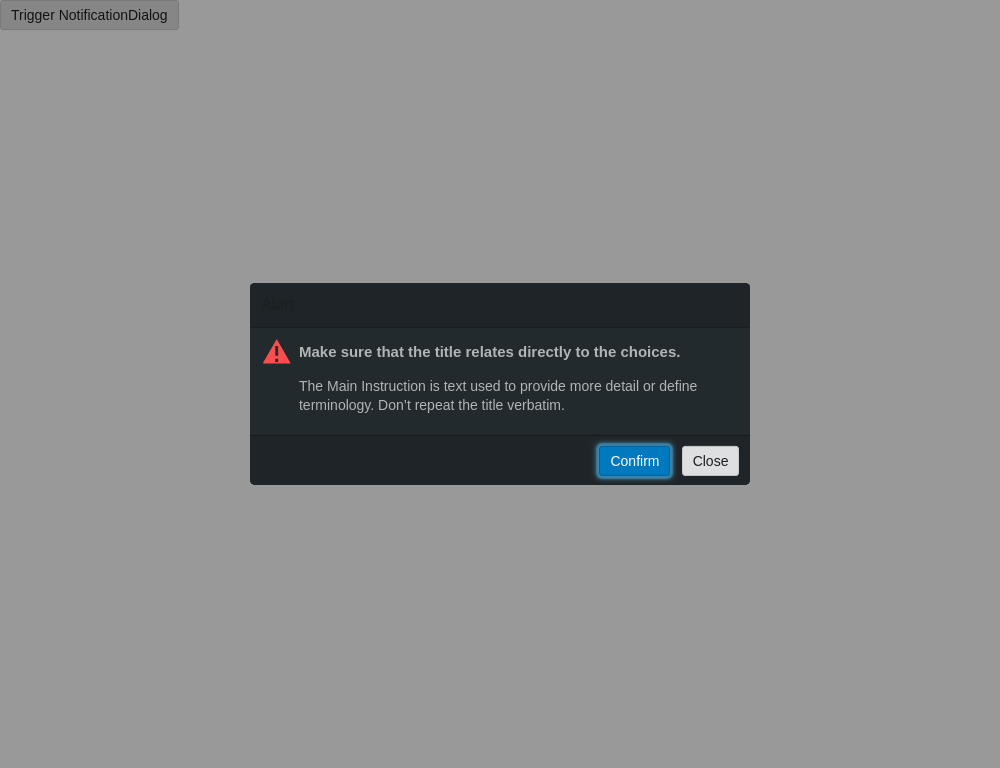 Trigger NotificationDialog
Alert
Make sure that the title relates directly to the choices.
The Main Instruction is text used to provide more detail or define
terminology. Don’t repeat the title verbatim.
Confirm
Close